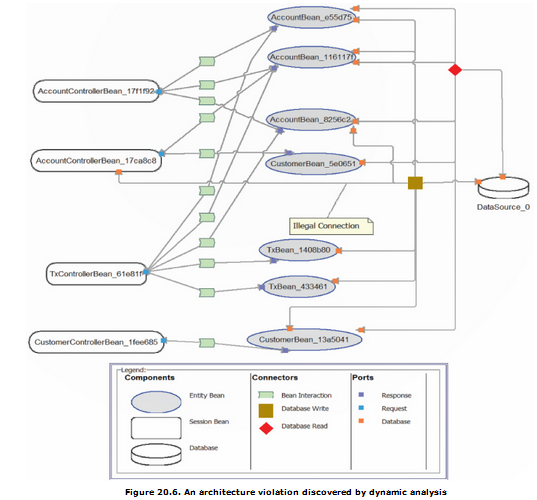 AccountBean_e55d75
AccountBean_116117f
AccountControllerBean_17f1f92
AccountBean_8256c2
AccountControllerBean_17ca8c8
CustomerBean_5e0651
DataSource_0
Illegal Connection
TxBean_1408b80
TxControllerBean_61e81f
TxBean_433461
CustomerControllerBean_1fee685
CustomerBean_13a5041
Legend:
Components
Connectors
Ports
Entity Bean
Bean Interaction
Response
Database Write
Request
Session Bean
Database Read
Database
Database
Figure 20.6. An architecture violation discovered by dynamic analysis